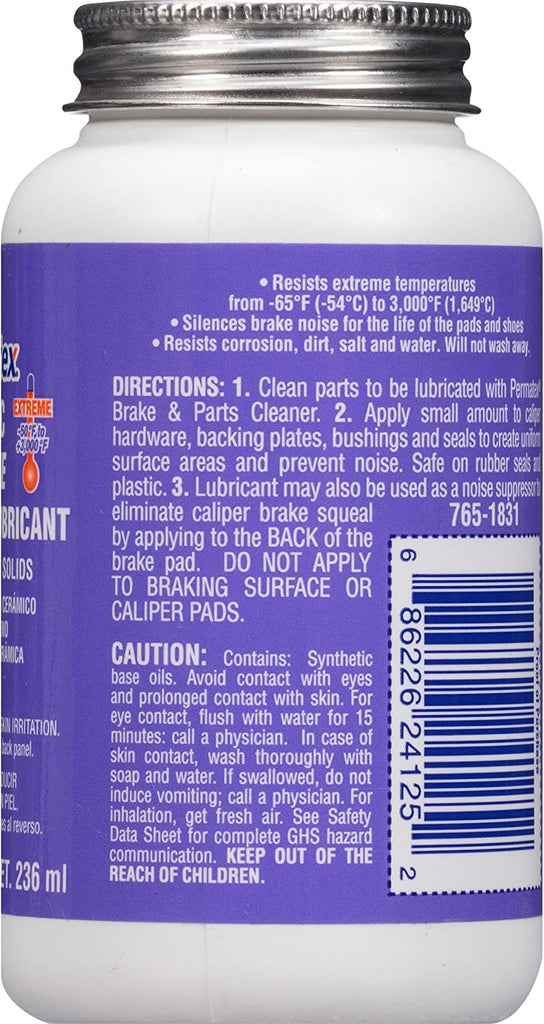 • Resists extreme temperatures
from -65°F (-54°C) to 3,000°F (1,649°C)
• Silences brake noise for the life of the pads and shoes
• Resists corrosion, dirt, salt and water. Will not wash away.
DIRECTIONS: 1. Clean parts to be lubricated with Permatex®
Brake & Parts Cleaner. 2. Apply small amount to caliper
hardware, backing plates, bushings and seals to create uniform
surface areas and prevent noise. Safe on rubber seals and
plastic. 3. Lubricant may also be used as a noise suppressor to
eliminate caliper brake squeal
by applying to the BACK of the
brake pad. DO NOT APPLY
TO BRAKING SURFACE OR
CALIPER PADS.
765-1831
6 86226 24125 2
CAUTION: Contains: Synthetic
base oils. Avoid contact with eyes
and prolonged contact with skin. For
eye contact, flush with water for 15
minutes: call a physician. In case of
skin contact, wash thoroughly with
soap and water. If swallowed, do not
induce vomiting; call a physician. For
inhalation, get fresh air. See Safety
Data Sheet for complete GHS hazard
communication. KEEP OUT OF THE
REACH OF CHILDREN.
ex
EXTREME
BRICANT
SOLIDS
CERÁMICO
SKIN IRRITATION.
back panel.
DUCIR
N PIEL.
es al reverso.
ET. 236 ml